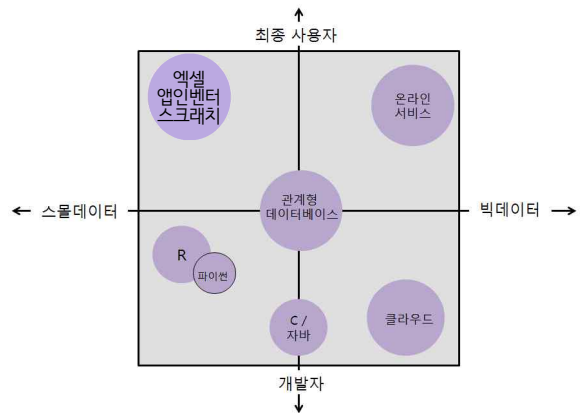 최종 사용자
엑셀
앱인벤터
스크래치
온라인
서비스
관계형
데이터베이스
스몰데이터
빅데이터
R
파이썬
C /
자바
클라우드
개발자